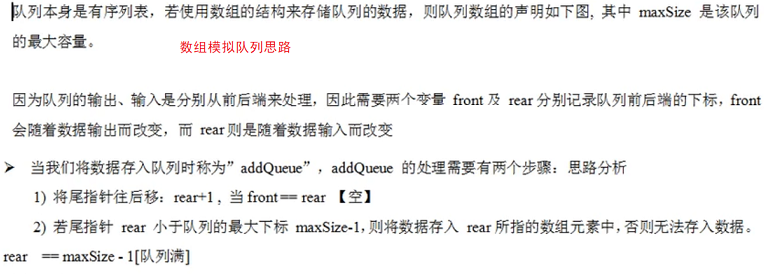 队列本身是有序列表，若使用数组的结构来存储队列的数据，则队列数组的声明如下图, 其中 maxSize 是该队列
的最大容量。
数组模拟队列思路
因为队列的输出、输入是分别从前后端来处理，因此需要两个变量 front 及 rear 分别记录队列前后端的下标，front
会随着数据输出而改变，而 rear 则是随着数据输入而改变
➢ 当我们将数据存入队列时称为”addQueue”，addQueue 的处理需要有两个步骤：思路分析
1) 将尾指针往后移：rear+1 , 当 front == rear 【空】
2) 若尾指针 rear 小于队列的最大下标 maxSize-1，则将数据存入 rear 所指的数组元素中，否则无法存入数据。
rear == maxSize - 1[队列满]